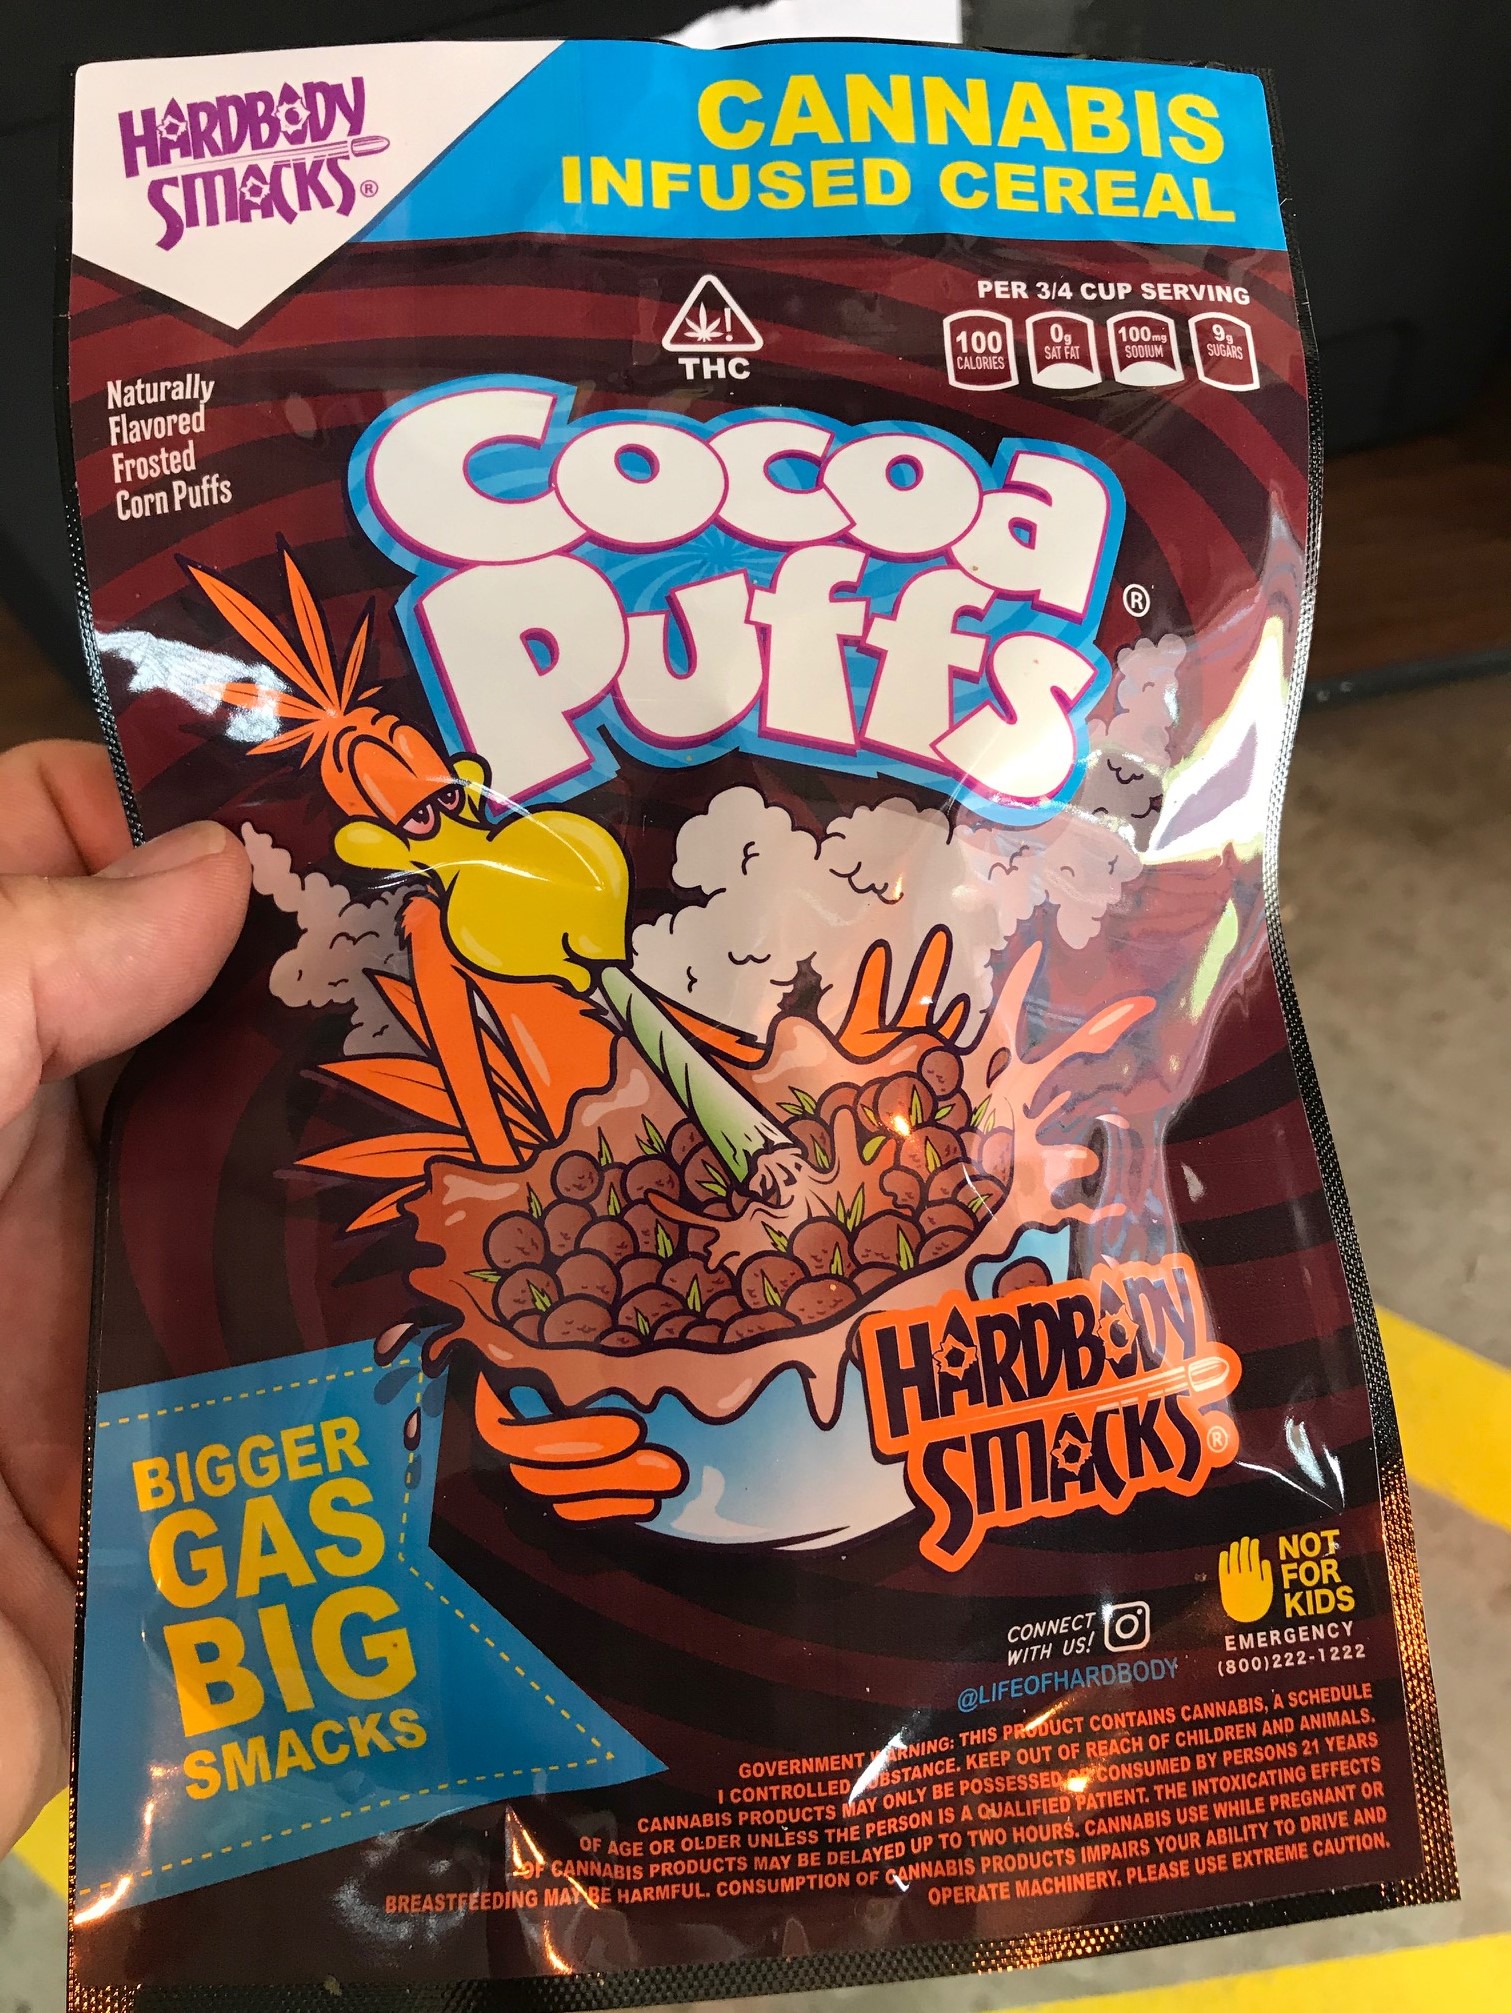 HARDBODY
SMACKS®
CANNABIS
INFUSED CEREAL
PER 3/4 CUP SERVING
100
CALORIES
0g
SAT FAT
100mg
SODIUM
9g
SUGARS
THC
Naturally
Flavored
Frosted
Corn Puffs
Cocoa
Puffs®
HARDBODY
SMACKS®
BIGGER
GAS
BIG
SMACKS
NOT
FOR
KIDS
EMERGENCY
(800)222-1222
CONNECT
WITH US!
@LIFEOFHARDBODY
GOVERNMENT WARNING: THIS PRODUCT CONTAINS CANNABIS, A SCHEDULE
I CONTROLLED SUBSTANCE. KEEP OUT OF REACH OF CHILDREN AND ANIMALS.
CANNABIS PRODUCTS MAY ONLY BE POSSESSED OR CONSUMED BY PERSONS 21 YEARS
OF AGE OR OLDER UNLESS THE PERSON IS A QUALIFIED PATIENT. THE INTOXICATING EFFECTS
OF CANNABIS PRODUCTS MAY BE DELAYED UP TO TWO HOURS. CANNABIS USE WHILE PREGNANT OR
BREASTFEEDING MAY BE HARMFUL. CONSUMPTION OF CANNABIS PRODUCTS IMPAIRS YOUR ABILITY TO DRIVE AND
OPERATE MACHINERY. PLEASE USE EXTREME CAUTION.